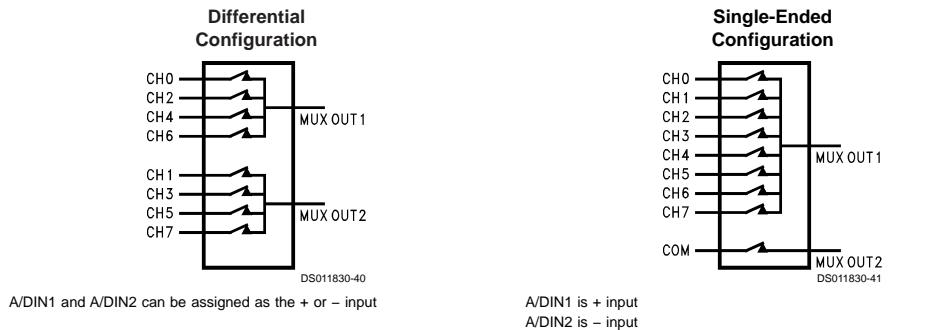 Differential
Configuration
CH0
CH2
CH4
CH6
MUX OUT1
CH1
CH3
CH5
CH7
MUX OUT2
DS011830-40
A/DIN1 and A/DIN2 can be assigned as the + or − input
Single-Ended
Configuration
CH0
CH1
CH2
CH3
CH4
CH5
CH6
CH7
MUX OUT1
COM
MUX OUT2
DS011830-41
A/DIN1 is + input
A/DIN2 is − input